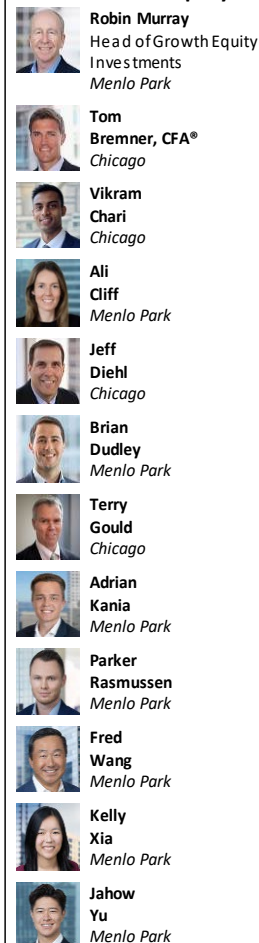 Robin Murray
Head of Growth Equity
Investments
Menlo Park
Tom
Bremner, CFA®
Chicago
Vikram
Chari
Chicago
Ali
Cliff
Menlo Park
Jeff
Diehl
Chicago
Brian
Dudley
Menlo Park
Terry
Gould
Chicago
Adrian
Kania
Menlo Park
Parker
Rasmussen
Menlo Park
Fred
Wang
Menlo Park
Kelly
Xia
Menlo Park
Jahow
Yu
Menlo Park